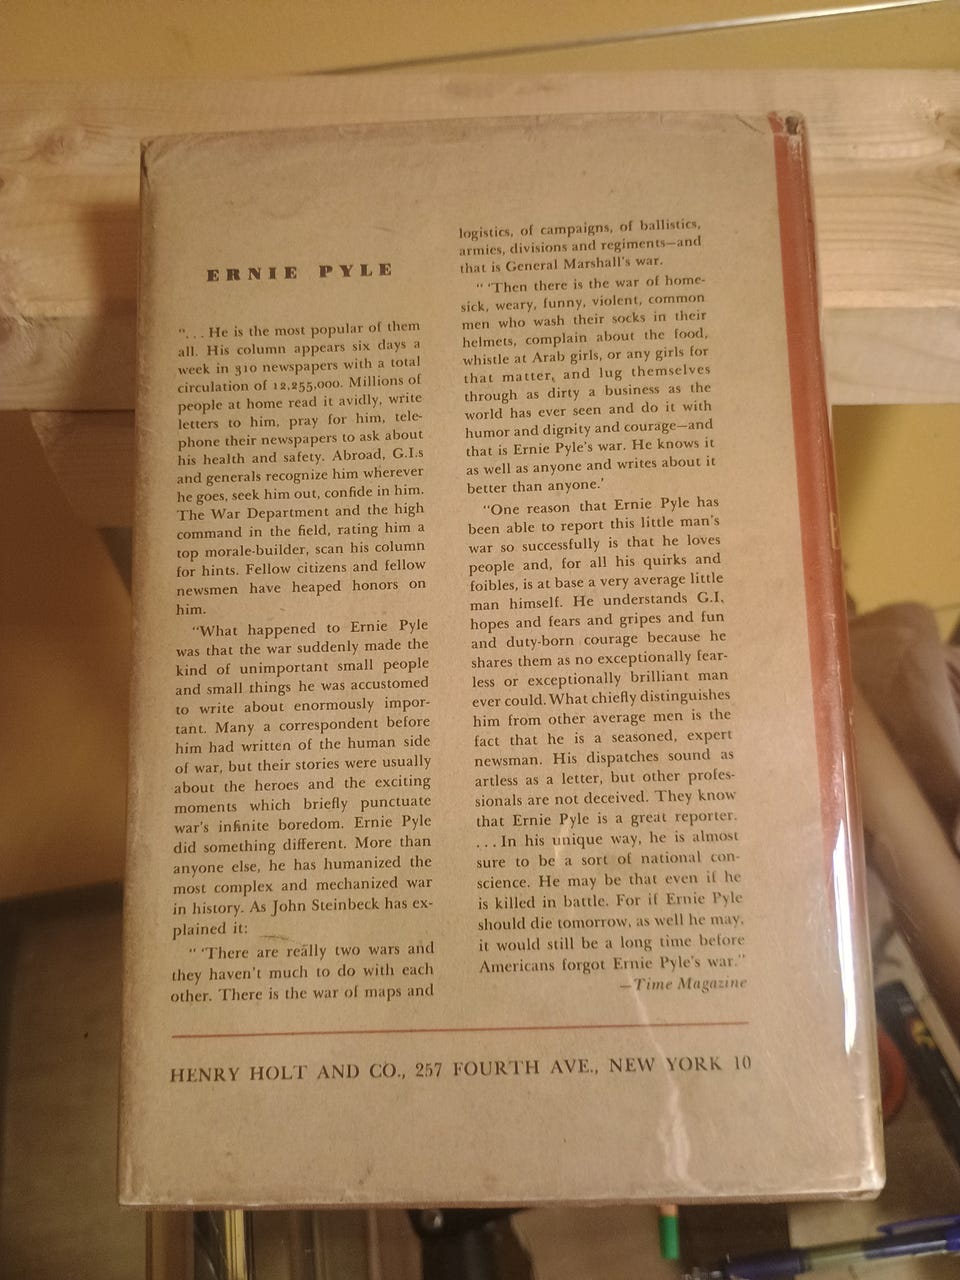 ERNIE PYLE
". . . He is the most popular of them
all. His column appears six days a
week in 310 newspapers with a total
circulation of 12,255,000. Millions of
people at home read it avidly, write
letters to him, pray for him, tele-
phone their newspapers to ask about
his health and safety. Abroad, G.I.s
and generals recognize him wherever
he goes, seek him out, confide in him.
The War Department and the high
command in the field, rating him a
top morale-builder, scan his column
for hints. Fellow citizens and fellow
newsmen have heaped honors on
him.
"What happened to Ernie Pyle
was that the war suddenly made the
kind of unimportant small people
and small things he was accustomed
to write about enormously impor-
tant. Many a correspondent before
him had written of the human side
of war, but their stories were usually
about the heroes and the exciting
moments which briefly punctuate
war's infinite boredom. Ernie Pyle
did something different. More than
anyone else, he has humanized the
most complex and mechanized war
in history. As John Steinbeck has ex-
plained it:
" 'There are really two wars and
they haven't much to do with each
other. There is the war of maps and
logistics, of campaigns, of ballistics,
armies, divisions and regiments—and
that is General Marshall's war.
" 'Then there is the war of home-
sick, weary, funny, violent, common
men who wash their socks in their
helmets, complain about the food,
whistle at Arab girls, or any girls for
that matter, and lug themselves
through as dirty a business as the
world has ever seen and do it with
humor and dignity and courage—and
that is Ernie Pyle's war. He knows it
as well as anyone and writes about it
better than anyone.'
"One reason that Ernie Pyle has
been able to report this little man's
war so successfully is that he loves
people and, for all his quirks and
foibles, is at base a very average little
man himself. He understands G.I.
hopes and fears and gripes and fun
and duty-born courage because he
shares them as no exceptionally fear-
less or exceptionally brilliant man
ever could. What chiefly distinguishes
him from other average men is the
fact that he is a seasoned, expert
newsman. His dispatches sound as
artless as a letter, but other profes-
sionals are not deceived. They know
that Ernie Pyle is a great reporter.
. . . In his unique way, he is almost
sure to be a sort of national con-
science. He may be that even if he
is killed in battle. For if Ernie Pyle
should die tomorrow, as well he may,
it would still be a long time before
Americans forgot Ernie Pyle's war."
—Time Magazine
HENRY HOLT AND CO., 257 FOURTH AVE., NEW YORK 10